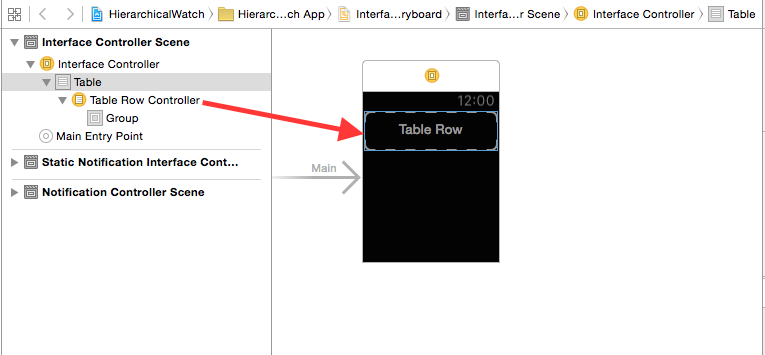 HierarchicalWatch Hierarc...ch App Interfa...ryboard Interfa...r Scene Interface Controller Table
Interface Controller Scene
Interface Controller
Table
Table Row Controller
Group
Main Entry Point
Static Notification Interface Cont...
Notification Controller Scene
12:00
Table Row
Main